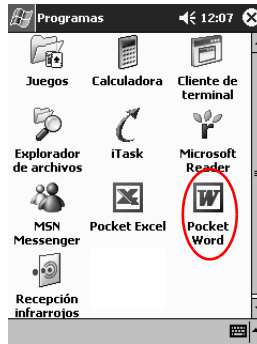 Programas 12:07
Juegos Calculadora Cliente de
terminal
Explorador iTask Microsoft
de archivos Reader
MSN Pocket Excel Pocket
Messenger Word
Recepción
infrarrojos